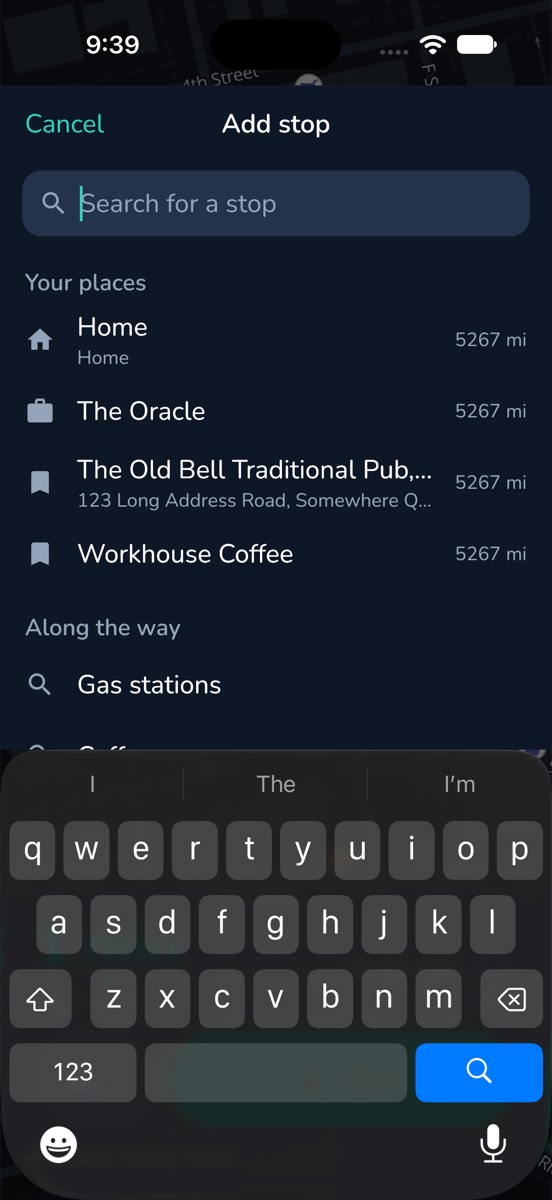 9:39
4th Street
F S
Cancel
Add stop
Search for a stop
Your places
Home
Home
5267 mi
The Oracle
5267 mi
The Old Bell Traditional Pub,...
123 Long Address Road, Somewhere Q...
5267 mi
Workhouse Coffee
5267 mi
Along the way
Gas stations
I
The
I'm
q w e r t y u i o p
a s d f g h j k l
z x c v b n m
123